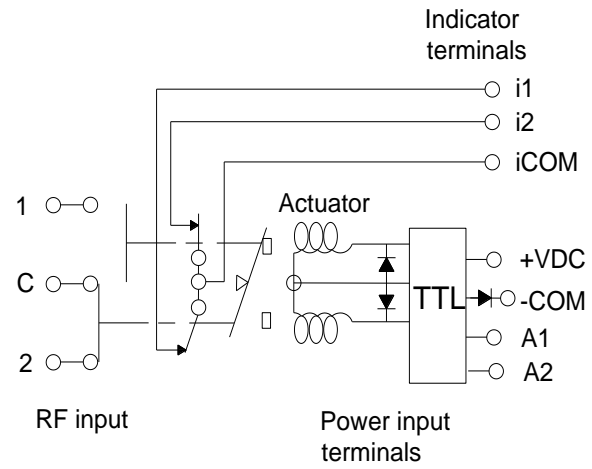 Indicator
terminals
i1
i2
iCOM
Actuator
1
C
2
TTL
+VDC
-COM
A1
A2
RF input
Power input
terminals